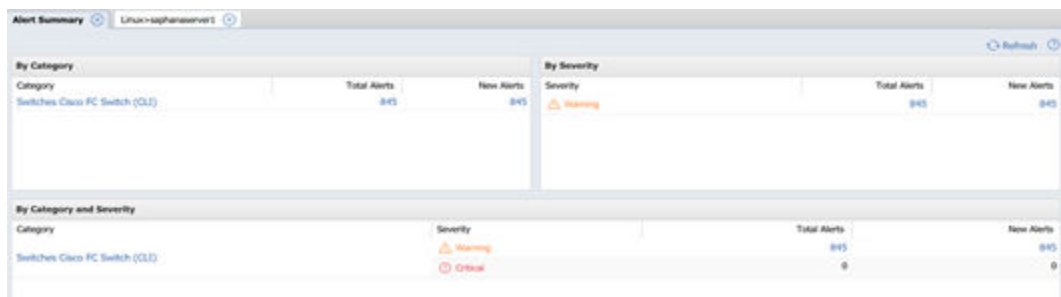 Alert Summary Linux>saphanaserver1
Refresh
By Category
Category Total Alerts New Alerts
Switches Cisco FC Switch (CLI) 845 845
By Severity
Severity Total Alerts New Alerts
Warning 845 845
By Category and Severity
Category Severity Total Alerts New Alerts
Switches Cisco FC Switch (CLI)
Warning 845 845
Critical 0 0